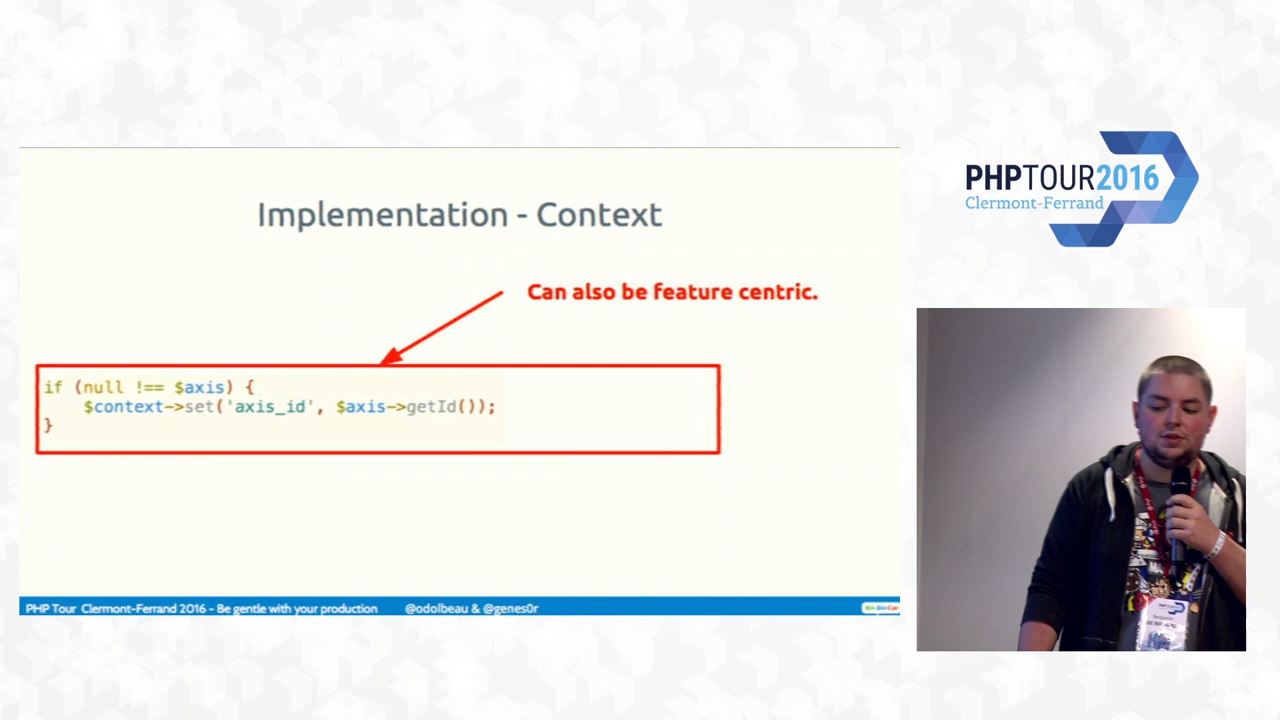 Implementation - Context
Can also be feature centric.
if (null !== $axis) {
    $context->set('axis_id', $axis->getId());
}
PHP Tour Clermont-Ferrand 2016 - Be gentle with your production @odolbeau & @genes0r
BlaBlaCar
PHPTOUR2016
Clermont-Ferrand